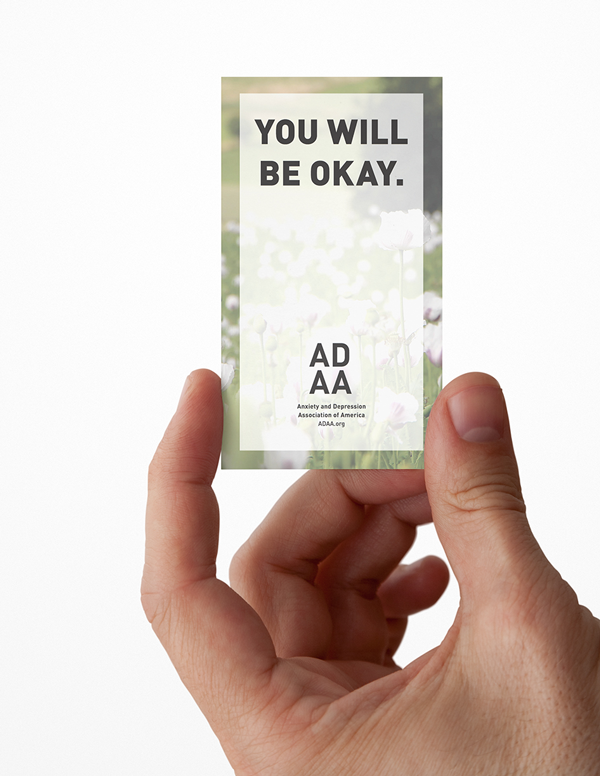 YOU WILL
BE OKAY.
AD
AA
Anxiety and Depression
Association of America
ADAA.org